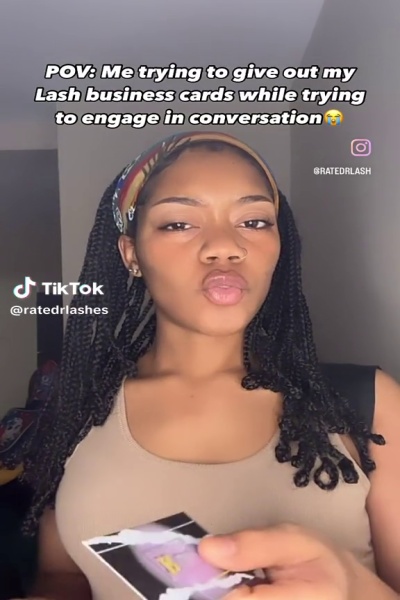 POV: Me trying to give out my
Lash business cards while trying
to engage in conversation😭
@RATEDRLASH
TikTok
@ratedrlashes